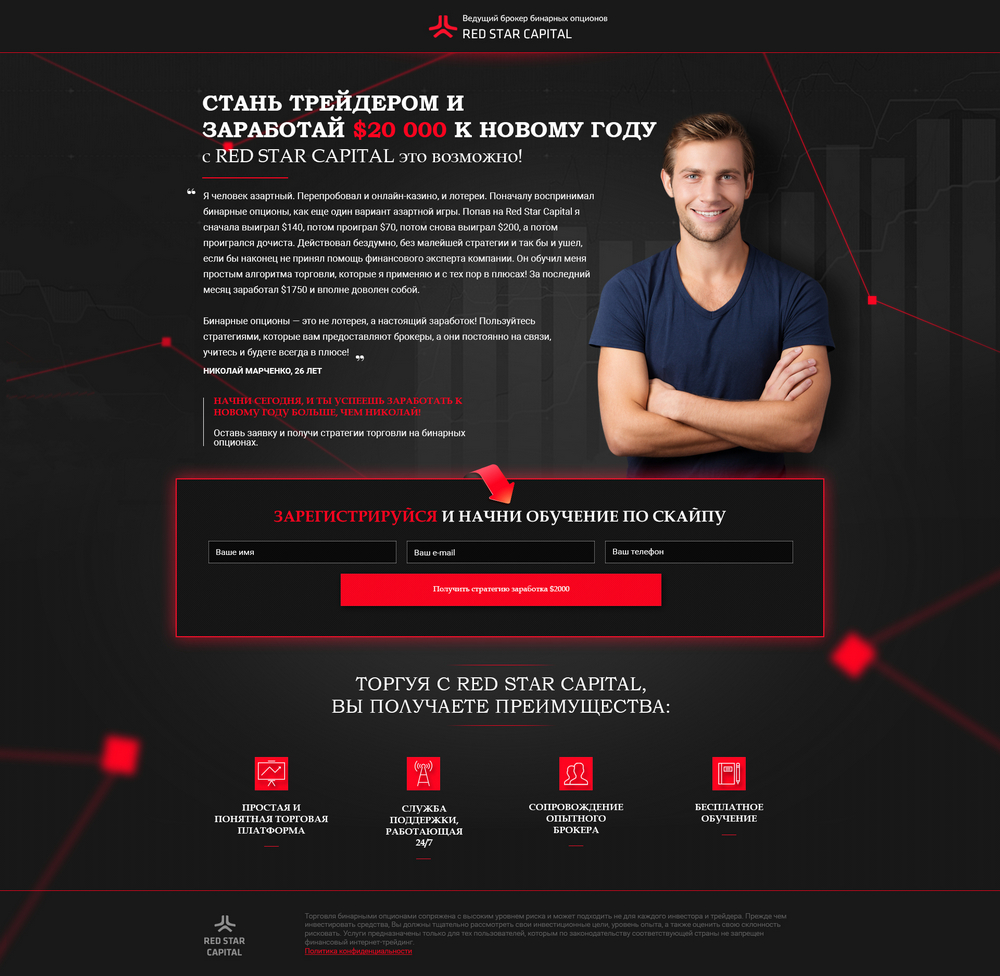 Ведущий брокер бинарных опционов
RED STAR CAPITAL
СТАНЬ ТРЕЙДЕРОМ И
ЗАРАБОТАЙ $20 000 К НОВОМУ ГОДУ
с RED STAR CAPITAL это возможно!
❝ Я человек азартный. Перепробовал и онлайн-казино, и лотереи. Поначалу воспринимал
бинарные опционы, как еще один вариант азартной игры. Попав на Red Star Capital я
сначала выиграл $140, потом проиграл $70, потом снова выиграл $200, а потом
проигрался дочиста. Действовал бездумно, без малейшей стратегии и так бы и ушел,
если бы наконец не принял помощь финансового эксперта компании. Он обучил меня
простым алгоритма торговли, которые я применяю и с тех пор в плюсах! За последний
месяц заработал $1750 и вполне доволен собой.
Бинарные опционы — это не лотерея, а настоящий заработок! Пользуйтесь
стратегиями, которые вам предоставляют брокеры, а они постоянно на связи,
учитесь и будете всегда в плюсе! ❞
НИКОЛАЙ МАРЧЕНКО, 26 ЛЕТ
НАЧНИ СЕГОДНЯ, И ТЫ УСПЕЕШЬ ЗАРАБОТАТЬ К
НОВОМУ ГОДУ БОЛЬШЕ, ЧЕМ НИКОЛАЙ!
Оставь заявку и получи стратегии торговли на бинарных
опционах.
ЗАРЕГИСТРИРУЙСЯ И НАЧНИ ОБУЧЕНИЕ ПО СКАЙПУ
Ваше имя
Ваш e-mail
Ваш телефон
Получить стратегию заработка $2000
ТОРГУЯ С RED STAR CAPITAL,
ВЫ ПОЛУЧАЕТЕ ПРЕИМУЩЕСТВА:
ПРОСТАЯ И
ПОНЯТНАЯ ТОРГОВАЯ
ПЛАТФОРМА
СЛУЖБА
ПОДДЕРЖКИ,
РАБОТАЮЩАЯ
24/7
СОПРОВОЖДЕНИЕ
ОПЫТНОГО
БРОКЕРА
БЕСПЛАТНОЕ
ОБУЧЕНИЕ
RED STAR
CAPITAL
Торговля бинарными опционами сопряжена с высоким уровнем риска и может подходить не для каждого инвестора и трейдера. Прежде чем
инвестировать средства, Вы должны тщательно рассмотреть свои инвестиционные цели, уровень опыта, а также оценить свою склонность
рисковать. Услуги предназначены только для тех пользователей, которым по законодательству соответствующей страны не запрещен
финансовый интернет-трейдинг.
Политика конфиденциальности